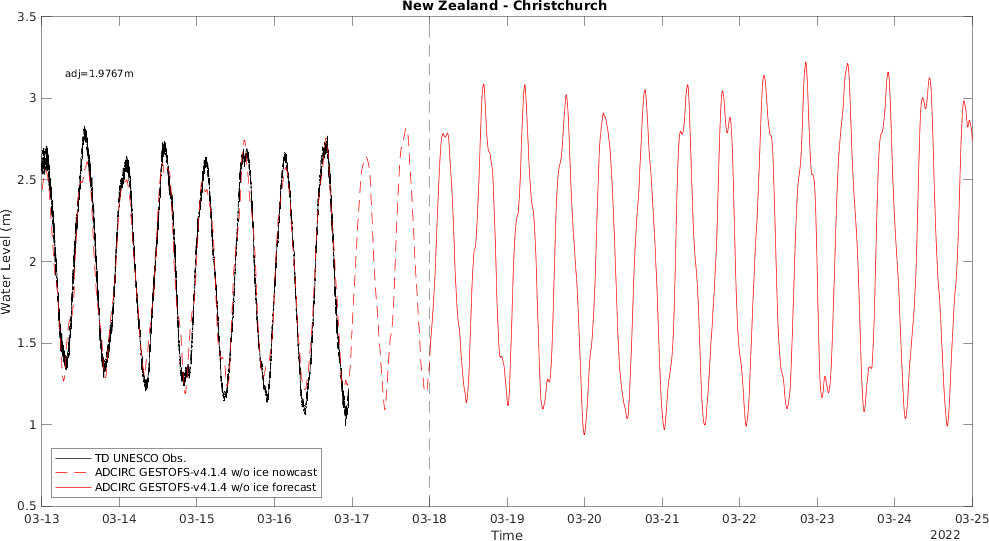 New Zealand - Christchurch
3.5
3
2.5
2
1.5
1
0.5
Water Level (m)
adj=1.9767m
TD UNESCO Obs.
ADCIRC GESTOFS-v4.1.4 w/o ice nowcast
ADCIRC GESTOFS-v4.1.4 w/o ice forecast
03-13 03-14 03-15 03-16 03-17 03-18 03-19 03-20 03-21 03-22 03-23 03-24 03-25
Time
2022